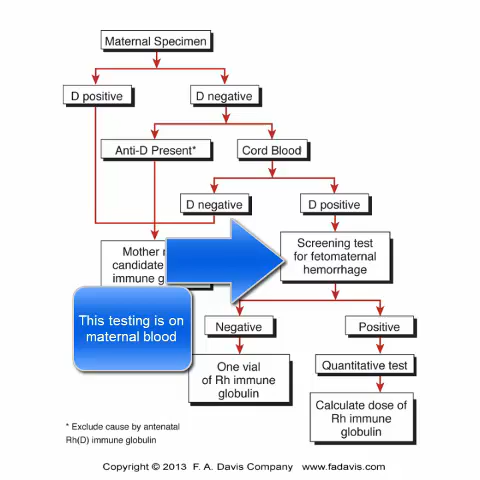 Maternal Specimen
D positive
D negative
Anti-D Present*
Cord Blood
D negative
D positive
Mother
candidate
immune
Screening test
for fetomaternal
hemorrhage
This testing is on
maternal blood
Negative
Positive
One vial
of Rh immune
globulin
Quantitative test
Calculate dose of
Rh immune
globulin
* Exclude cause by antenatal
Rh(D) immune globulin
Copyright © 2013 F. A. Davis Company www.fadavis.com